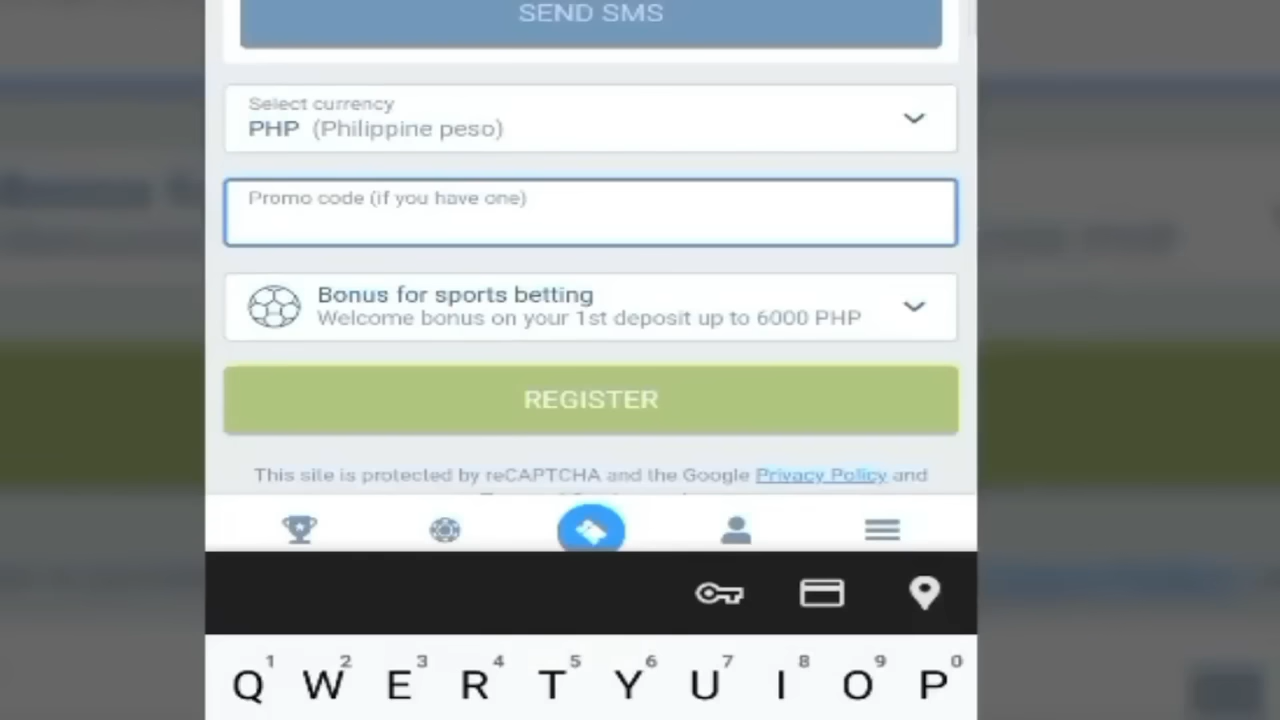 SEND SMS
Select currency
PHP (Philippine peso)
Promo code (if you have one)
Bonus for sports betting
Welcome bonus on your 1st deposit up to 6000 PHP
REGISTER
This site is protected by reCAPTCHA and the Google Privacy Policy and
1 2 3 4 5 6 7 8 9 0
Q W E R T Y U I O P